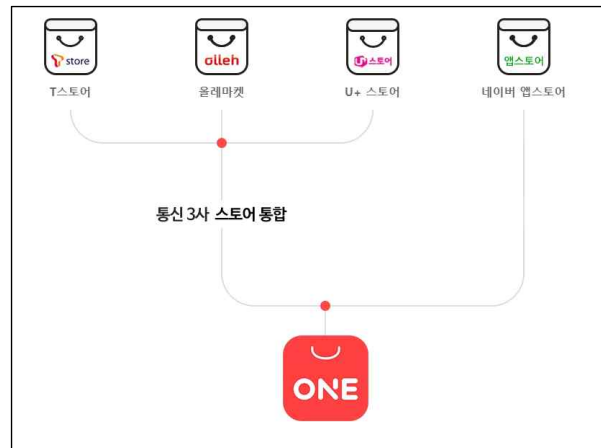 T store
olleh
U+스토어
앱스토어
T스토어
올레마켓
U+ 스토어
네이버 앱스토어
통신 3사 스토어 통합
ONE